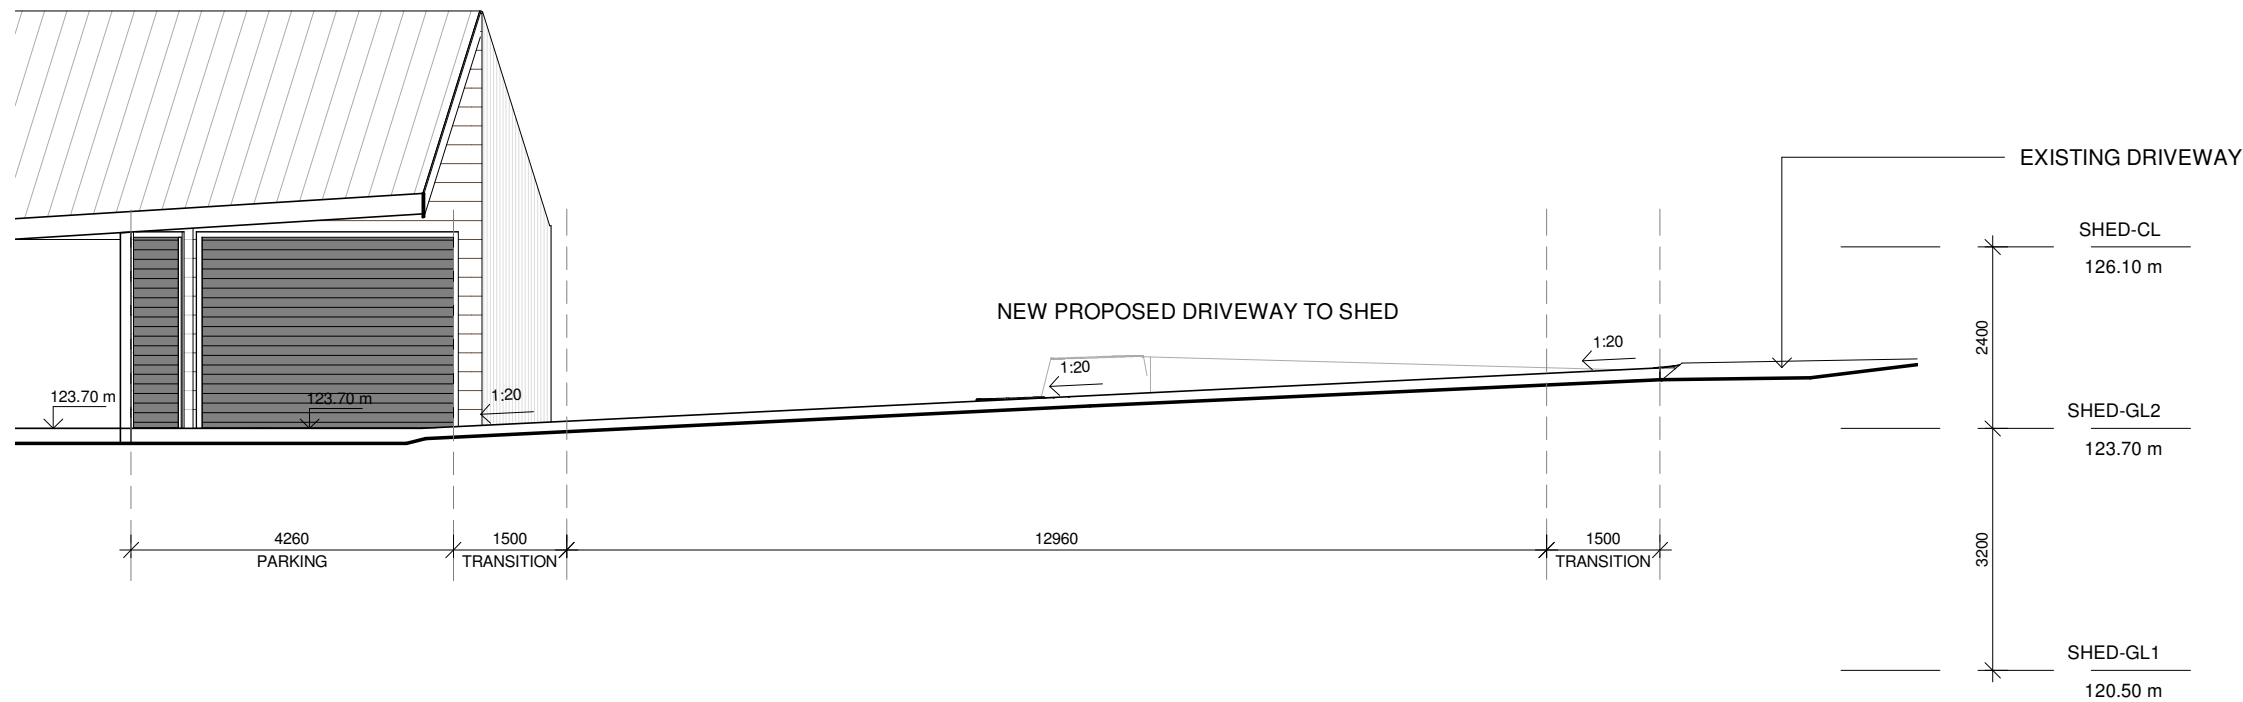 EXISTING DRIVEWAY
SHED-CL
126.10 m
NEW PROPOSED DRIVEWAY TO SHED
2400
1:20
1:20
1:20
123.70 m
123.70 m
SHED-GL2
123.70 m
4260
PARKING
1500
TRANSITION
12960
1500
TRANSITION
3200
SHED-GL1
120.50 m